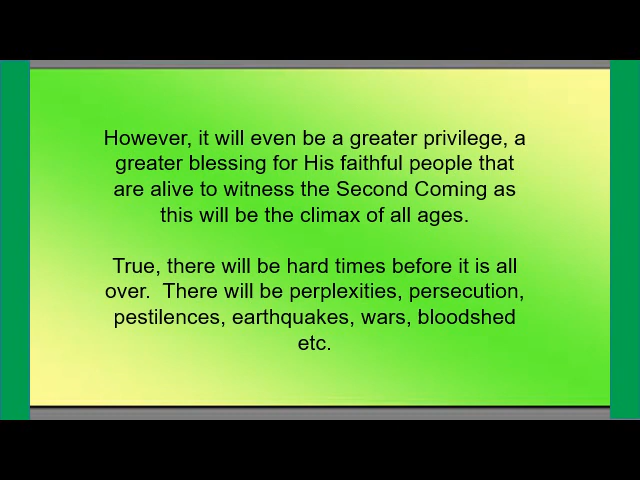 However, it will even be a greater privilege, a
greater blessing for His faithful people that
are alive to witness the Second Coming as
this will be the climax of all ages.
True, there will be hard times before it is all
over.  There will be perplexities, persecution,
pestilences, earthquakes, wars, bloodshed
etc.